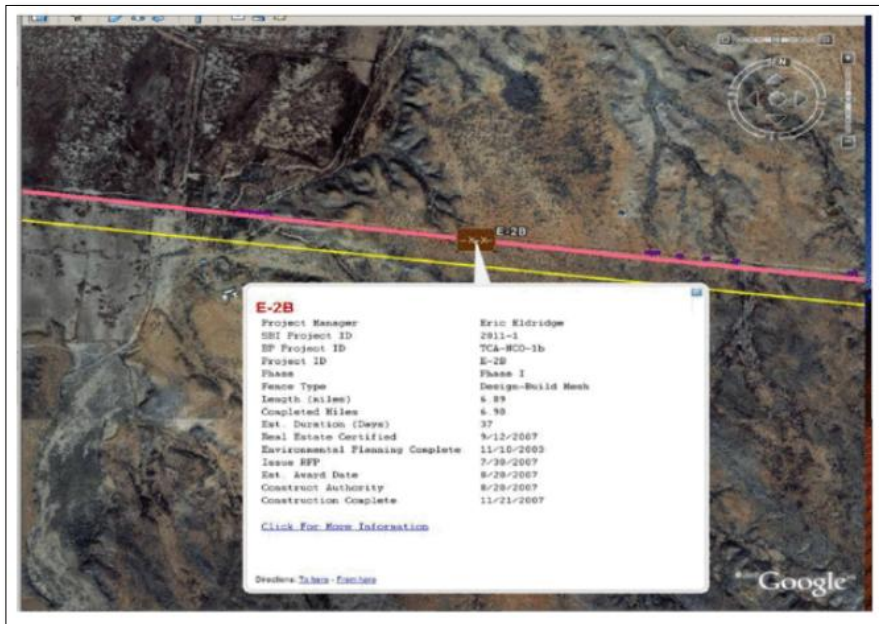 N
E-2B
E-2B
Project Manager Eric Eldridge
SBI Project ID 2011-1
BP Project ID TCA-NCO-1b
Project ID E-2B
Phase Phase I
Fence Type Design-Build Mesh
Length (miles) 6.89
Completed Miles 6.90
Est. Duration (Days) 37
Real Estate Certified 9/12/2007
Environmental Planning Complete 11/10/2003
Issue RFP 7/30/2007
Est. Award Date 8/28/2007
Construct Authority 8/28/2007
Construction Complete 11/21/2007
Click For More Information
Directions: To here - From here
Google